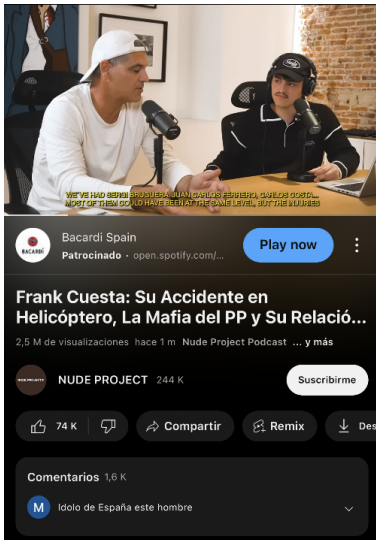 WE'VE HAD SERGI BRUGUERA, JUAN CARLOS FERRERO, CARLOS COSTA...
MOST OF THEM COULD HAVE BEEN AT THE SAME LEVEL, BUT THE INJURIES
BACARDÍ
Bacardi Spain
Patrocinado · open.spotify.com/...
Play now
Frank Cuesta: Su Accidente en
Helicóptero, La Mafia del PP y Su Relació...
2,5 M de visualizaciones hace 1 m Nude Project Podcast ... y más
NUDE PROJECT
NUDE PROJECT 244 K
Suscribirme
74 K
Compartir
Remix
Des
Comentarios 1,6 K
M
Idolo de España este hombre